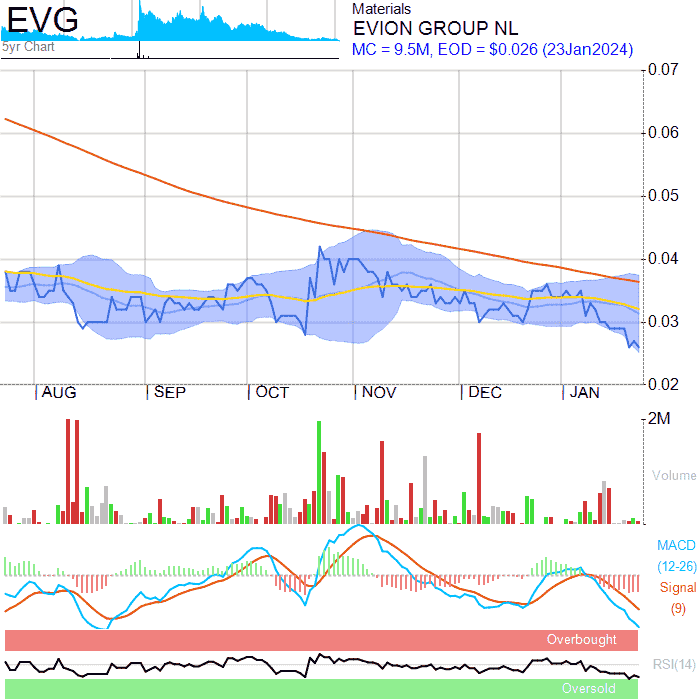 EVG
5yr Chart
Materials
EVION GROUP NL
MC = 9.5M, EOD = $0.026 (23Jan2024)
0.07
0.06
0.05
0.04
0.03
0.02
AUG SEP OCT NOV DEC JAN
2M
Volume
MACD
(12-26)
Signal
(9)
Overbought
RSI(14)
Oversold